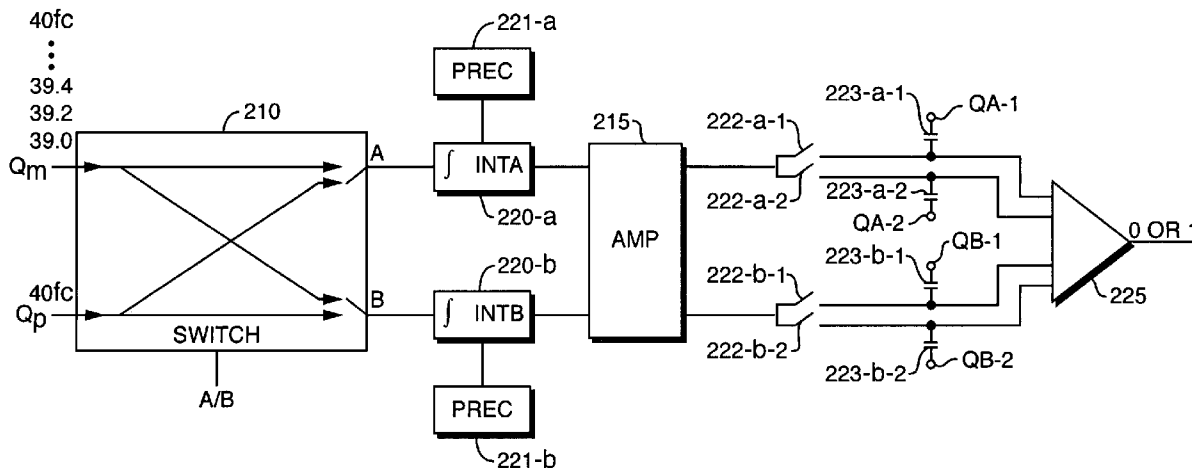 40fc
⋮
39.4
39.2
39.0
Qm
40fc
Qp
210
A
B
SWITCH
A/B
221-a
PREC
∫ INTA
220-a
220-b
∫ INTB
PREC
221-b
215
AMP
222-a-1
222-a-2
222-b-1
222-b-2
223-a-1
QA-1
223-a-2
QA-2
QB-1
223-b-1
223-b-2
QB-2
0 OR 1
225